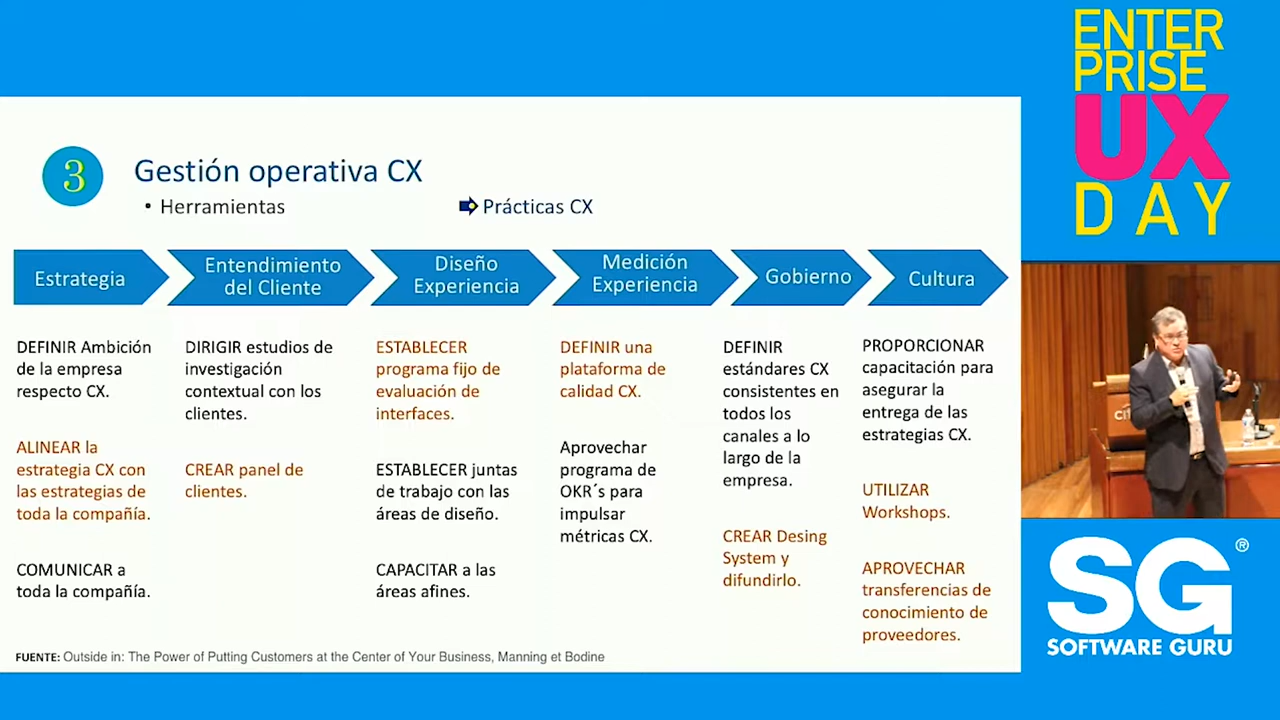 ENTER
PRISE
UX
DAY
3
Gestión operativa CX
• Herramientas
Prácticas CX
Estrategia
Entendimiento
del Cliente
Diseño
Experiencia
Medición
Experiencia
Gobierno
Cultura
DEFINIR Ambición
de la empresa
respecto CX.
ALINEAR la
estrategia CX con
las estrategias de
toda la compañía.
COMUNICAR a
toda la compañía.
DIRIGIR estudios de
investigación
contextual con los
clientes.
CREAR panel de
clientes.
ESTABLECER
programa fijo de
evaluación de
interfaces.
ESTABLECER juntas
de trabajo con las
áreas de diseño.
CAPACITAR a las
áreas afines.
DEFINIR una
plataforma de
calidad CX.
Aprovechar
programa de
OKR´s para
impulsar
métricas CX.
DEFINIR
estándares CX
consistentes en
todos los
canales a lo
largo de la
empresa.
CREAR Desing
System y
difundirlo.
PROPORCIONAR
capacitación para
asegurar la
entrega de las
estrategias CX.
UTILIZAR
Workshops.
APROVECHAR
transferencias de
conocimiento de
proveedores.
FUENTE: Outside in: The Power of Putting Customers at the Center of Your Business, Manning et Bodine
SG®
SOFTWARE GURU